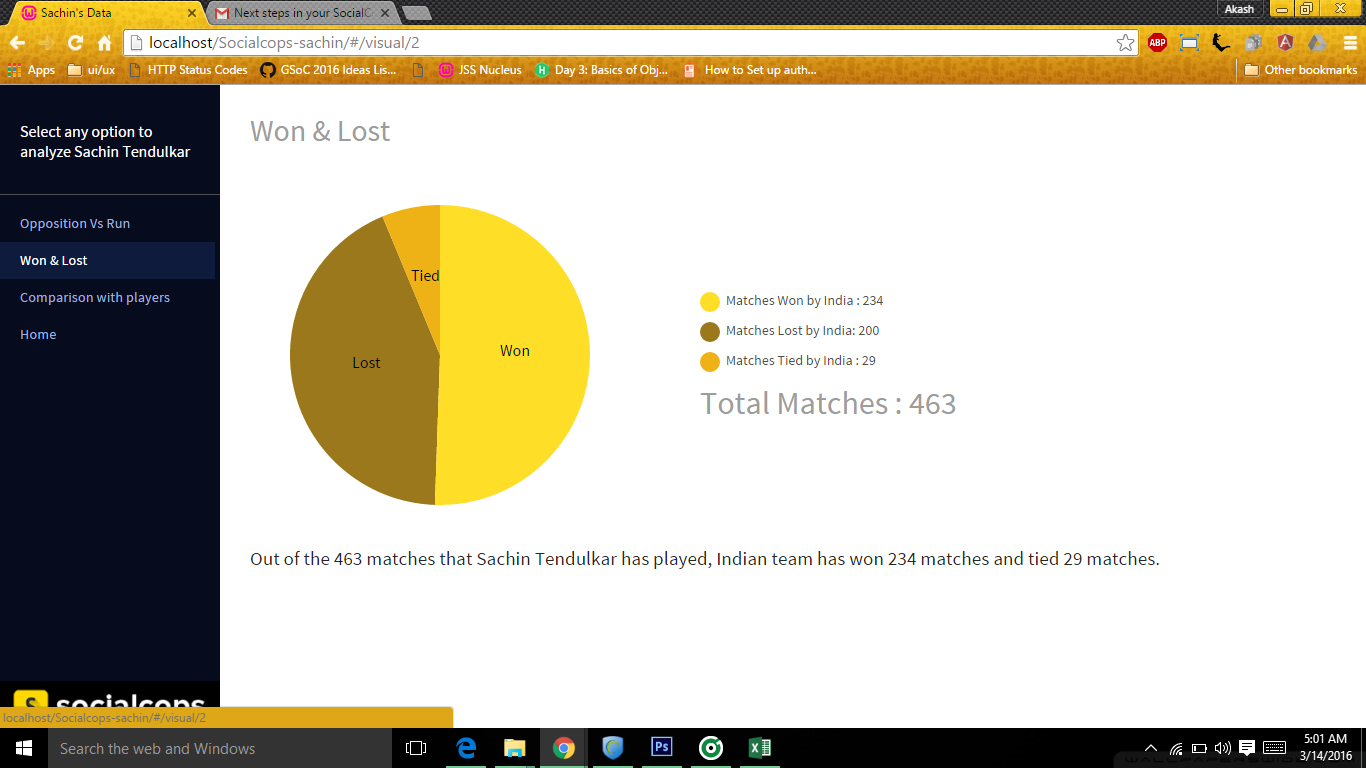 Sachin's Data
Next steps in your SocialC
Akash
localhost/Socialcops-sachin/#/visual/2
ABP
Apps
ui/ux
HTTP Status Codes
GSoC 2016 Ideas Lis...
JSS Nucleus
Day 3: Basics of Obj...
How to Set up auth...
Other bookmarks
Select any option to
analyze Sachin Tendulkar
Opposition Vs Run
Won & Lost
Comparison with players
Home
Won & Lost
Tied
Lost
Won
Matches Won by India : 234
Matches Lost by India: 200
Matches Tied by India : 29
Total Matches : 463
Out of the 463 matches that Sachin Tendulkar has played, Indian team has won 234 matches and tied 29 matches.
socialcops
localhost/Socialcops-sachin/#/visual/2
Search the web and Windows
Ps
5:01 AM
3/14/2016